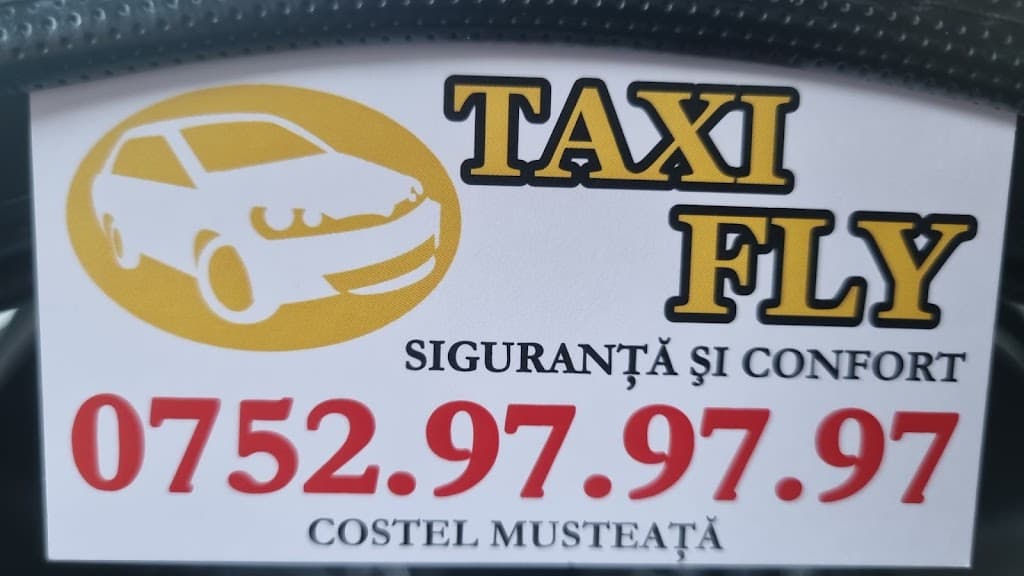 TAXI
FLY
SIGURANȚĂ ŞI CONFORT
0752.97.97.97
COSTEL MUSTEAȚĂ